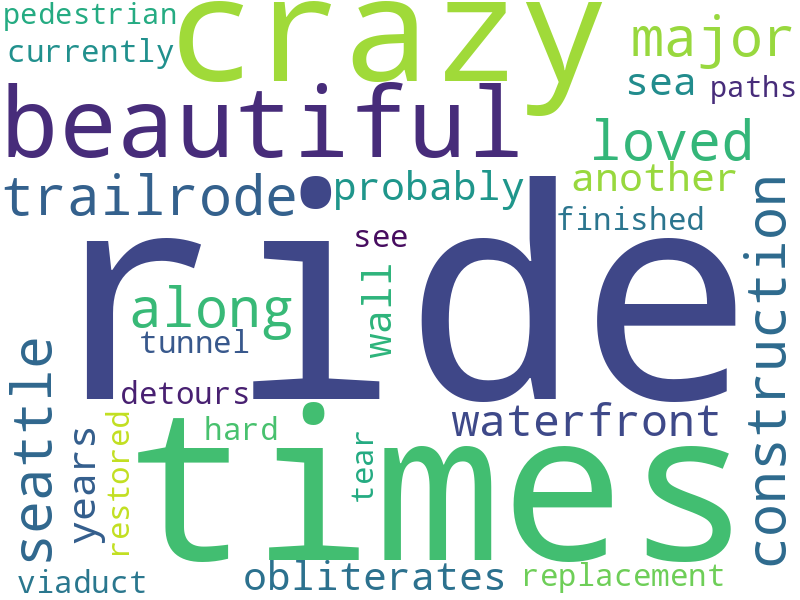 pedestrian
crazy
major
currently
sea
paths
beautiful
loved
trailrode
probably
another
finished
see
ride
construction
along
wall
tunnel
seattle
detours
times
waterfront
hard
restored
years
tear
viaduct
obliterates
replacement